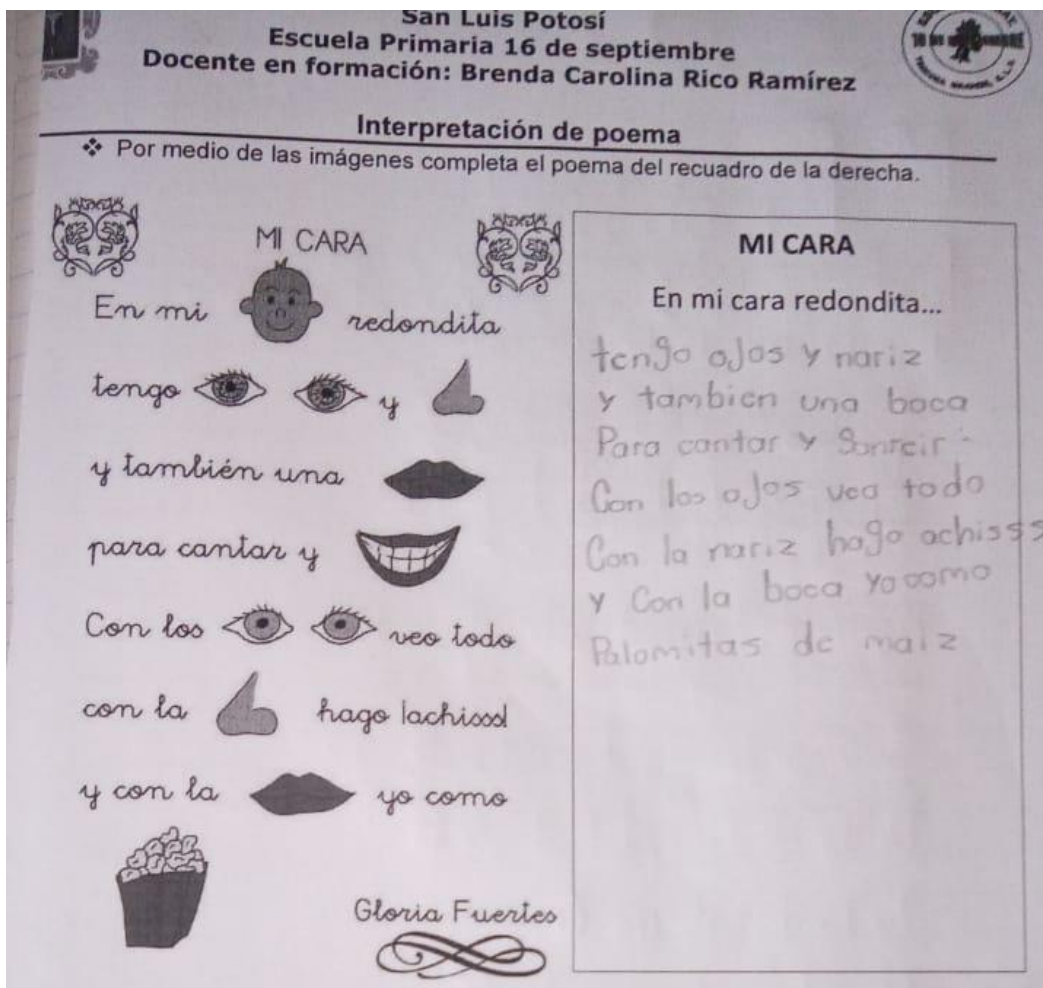 San Luis Potosí
Escuela Primaria 16 de septiembre
Docente en formación: Brenda Carolina Rico Ramírez
Interpretación de poema
❖ Por medio de las imágenes completa el poema del recuadro de la derecha.
MI CARA
En mi redondita
tengo y
y también una
para cantar y
Con los veo todo
con la hago ¡achisss!
y con la yo como
Gloria Fuertes
MI CARA
En mi cara redondita...
tengo ojos y nariz
y tambien una boca
Para cantar y Sonreir
Con los ojos veo todo
Con la nariz hago achisss
y Con la boca Yo como
Palomitas de maiz